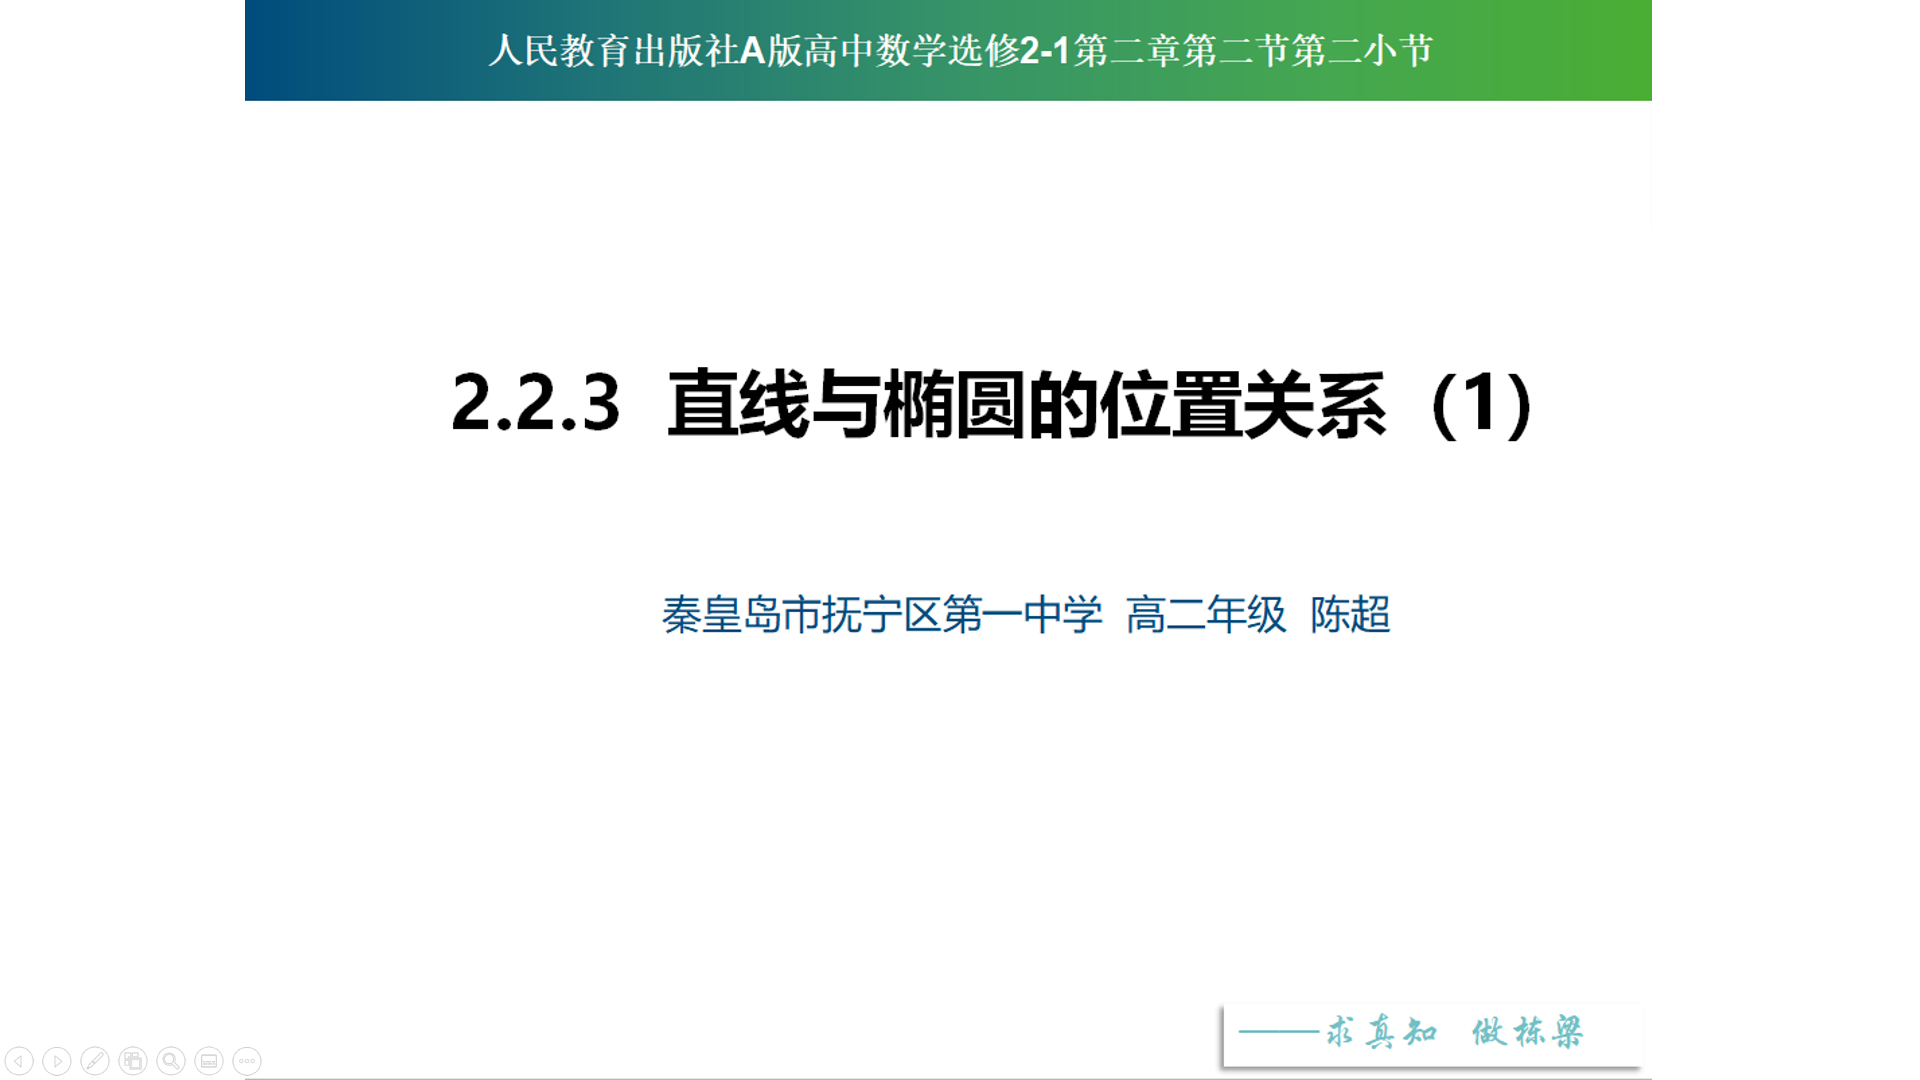 人民教育出版社A版高中数学选修2-1第二章第二节第二小节
2.2.3 直线与椭圆的位置关系（1）
秦皇岛市抚宁区第一中学 高二年级 陈超
——求真知 做栋梁